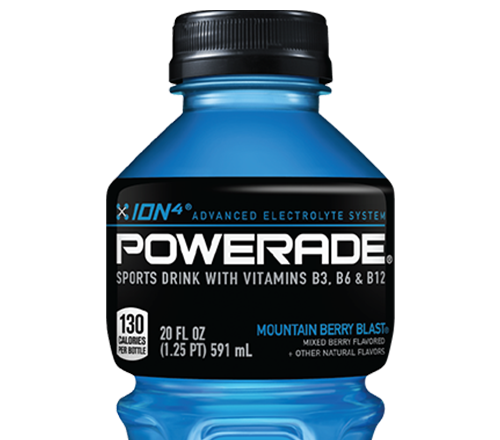 ION4® ADVANCED ELECTROLYTE SYSTEM
POWERADE®
SPORTS DRINK WITH VITAMINS B3, B6 & B12
130
CALORIES
PER BOTTLE
20 FL OZ
(1.25 PT) 591 mL
MOUNTAIN BERRY BLAST®
MIXED BERRY FLAVORED
+ OTHER NATURAL FLAVORS